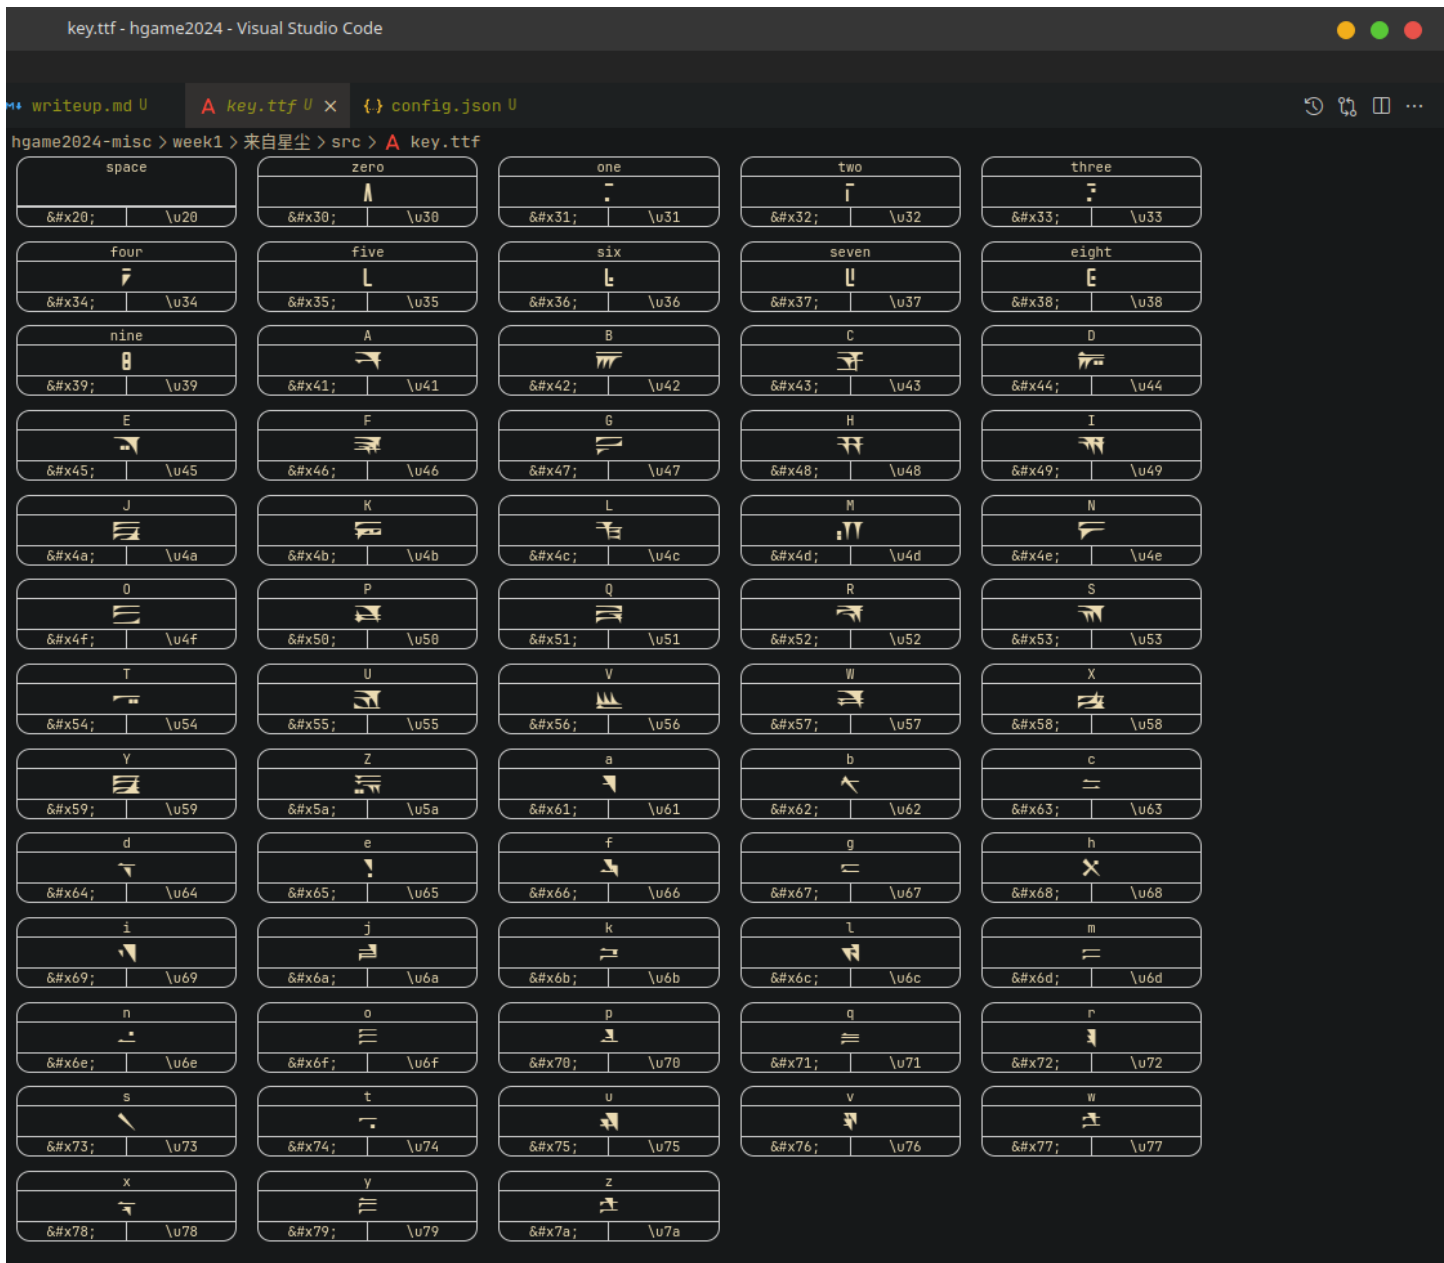 key.ttf - hgame2024 - Visual Studio Code
writeup.md U key.ttf U × {..} config.json U
hgame2024-misc > week1 > 来自星尘 > src > A key.ttf
space zero one two three
&#x20; \u20 &#x30; \u30 &#x31; \u31 &#x32; \u32 &#x33; \u33
four five six seven eight
&#x34; \u34 &#x35; \u35 &#x36; \u36 &#x37; \u37 &#x38; \u38
nine A B C D
&#x39; \u39 &#x41; \u41 &#x42; \u42 &#x43; \u43 &#x44; \u44
E F G H I
&#x45; \u45 &#x46; \u46 &#x47; \u47 &#x48; \u48 &#x49; \u49
J K L M N
&#x4a; \u4a &#x4b; \u4b &#x4c; \u4c &#x4d; \u4d &#x4e; \u4e
O P Q R S
&#x4f; \u4f &#x50; \u50 &#x51; \u51 &#x52; \u52 &#x53; \u53
T U V W X
&#x54; \u54 &#x55; \u55 &#x56; \u56 &#x57; \u57 &#x58; \u58
Y Z a b c
&#x59; \u59 &#x5a; \u5a &#x61; \u61 &#x62; \u62 &#x63; \u63
d e f g h
&#x64; \u64 &#x65; \u65 &#x66; \u66 &#x67; \u67 &#x68; \u68
i j k l m
&#x69; \u69 &#x6a; \u6a &#x6b; \u6b &#x6c; \u6c &#x6d; \u6d
n o p q r
&#x6e; \u6e &#x6f; \u6f &#x70; \u70 &#x71; \u71 &#x72; \u72
s t u v w
&#x73; \u73 &#x74; \u74 &#x75; \u75 &#x76; \u76 &#x77; \u77
x y z
&#x78; \u78 &#x79; \u79 &#x7a; \u7a